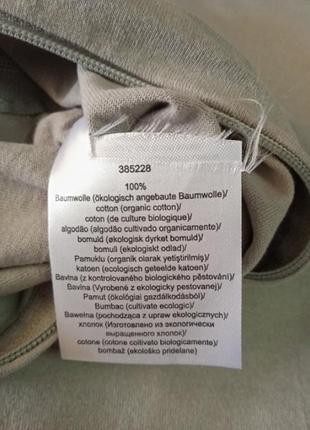 385228
100%
Baumwolle (ökologisch angebaute Baumwolle)/
cotton (organic cotton)/
coton (de culture biologique)/
algodão (algodão cultivado organicamente)/
bomuld (økologisk dyrket bomuld)/
bomull (ekologiskt odlad)/
Pamuklu (organik olarak yetiştirilmiş)/
katoen (ecologisch geteelde katoen)/
Bavlna (z kontrolovaného biologického pěstování)/
Bavlna (Vyrobené z ekologicky pestovanej)/
Pamut (ökológiai gazdálkodásból)/
Bumbac (cultivate ecologic)/
Bawełna (pochodząca z upraw ekologicznych)/
хлопок (Изготовлено из экологически
выращенного хлопка)/
cotone (cotone coltivato biologicamente)/
bombaž (ekološko pridelane)